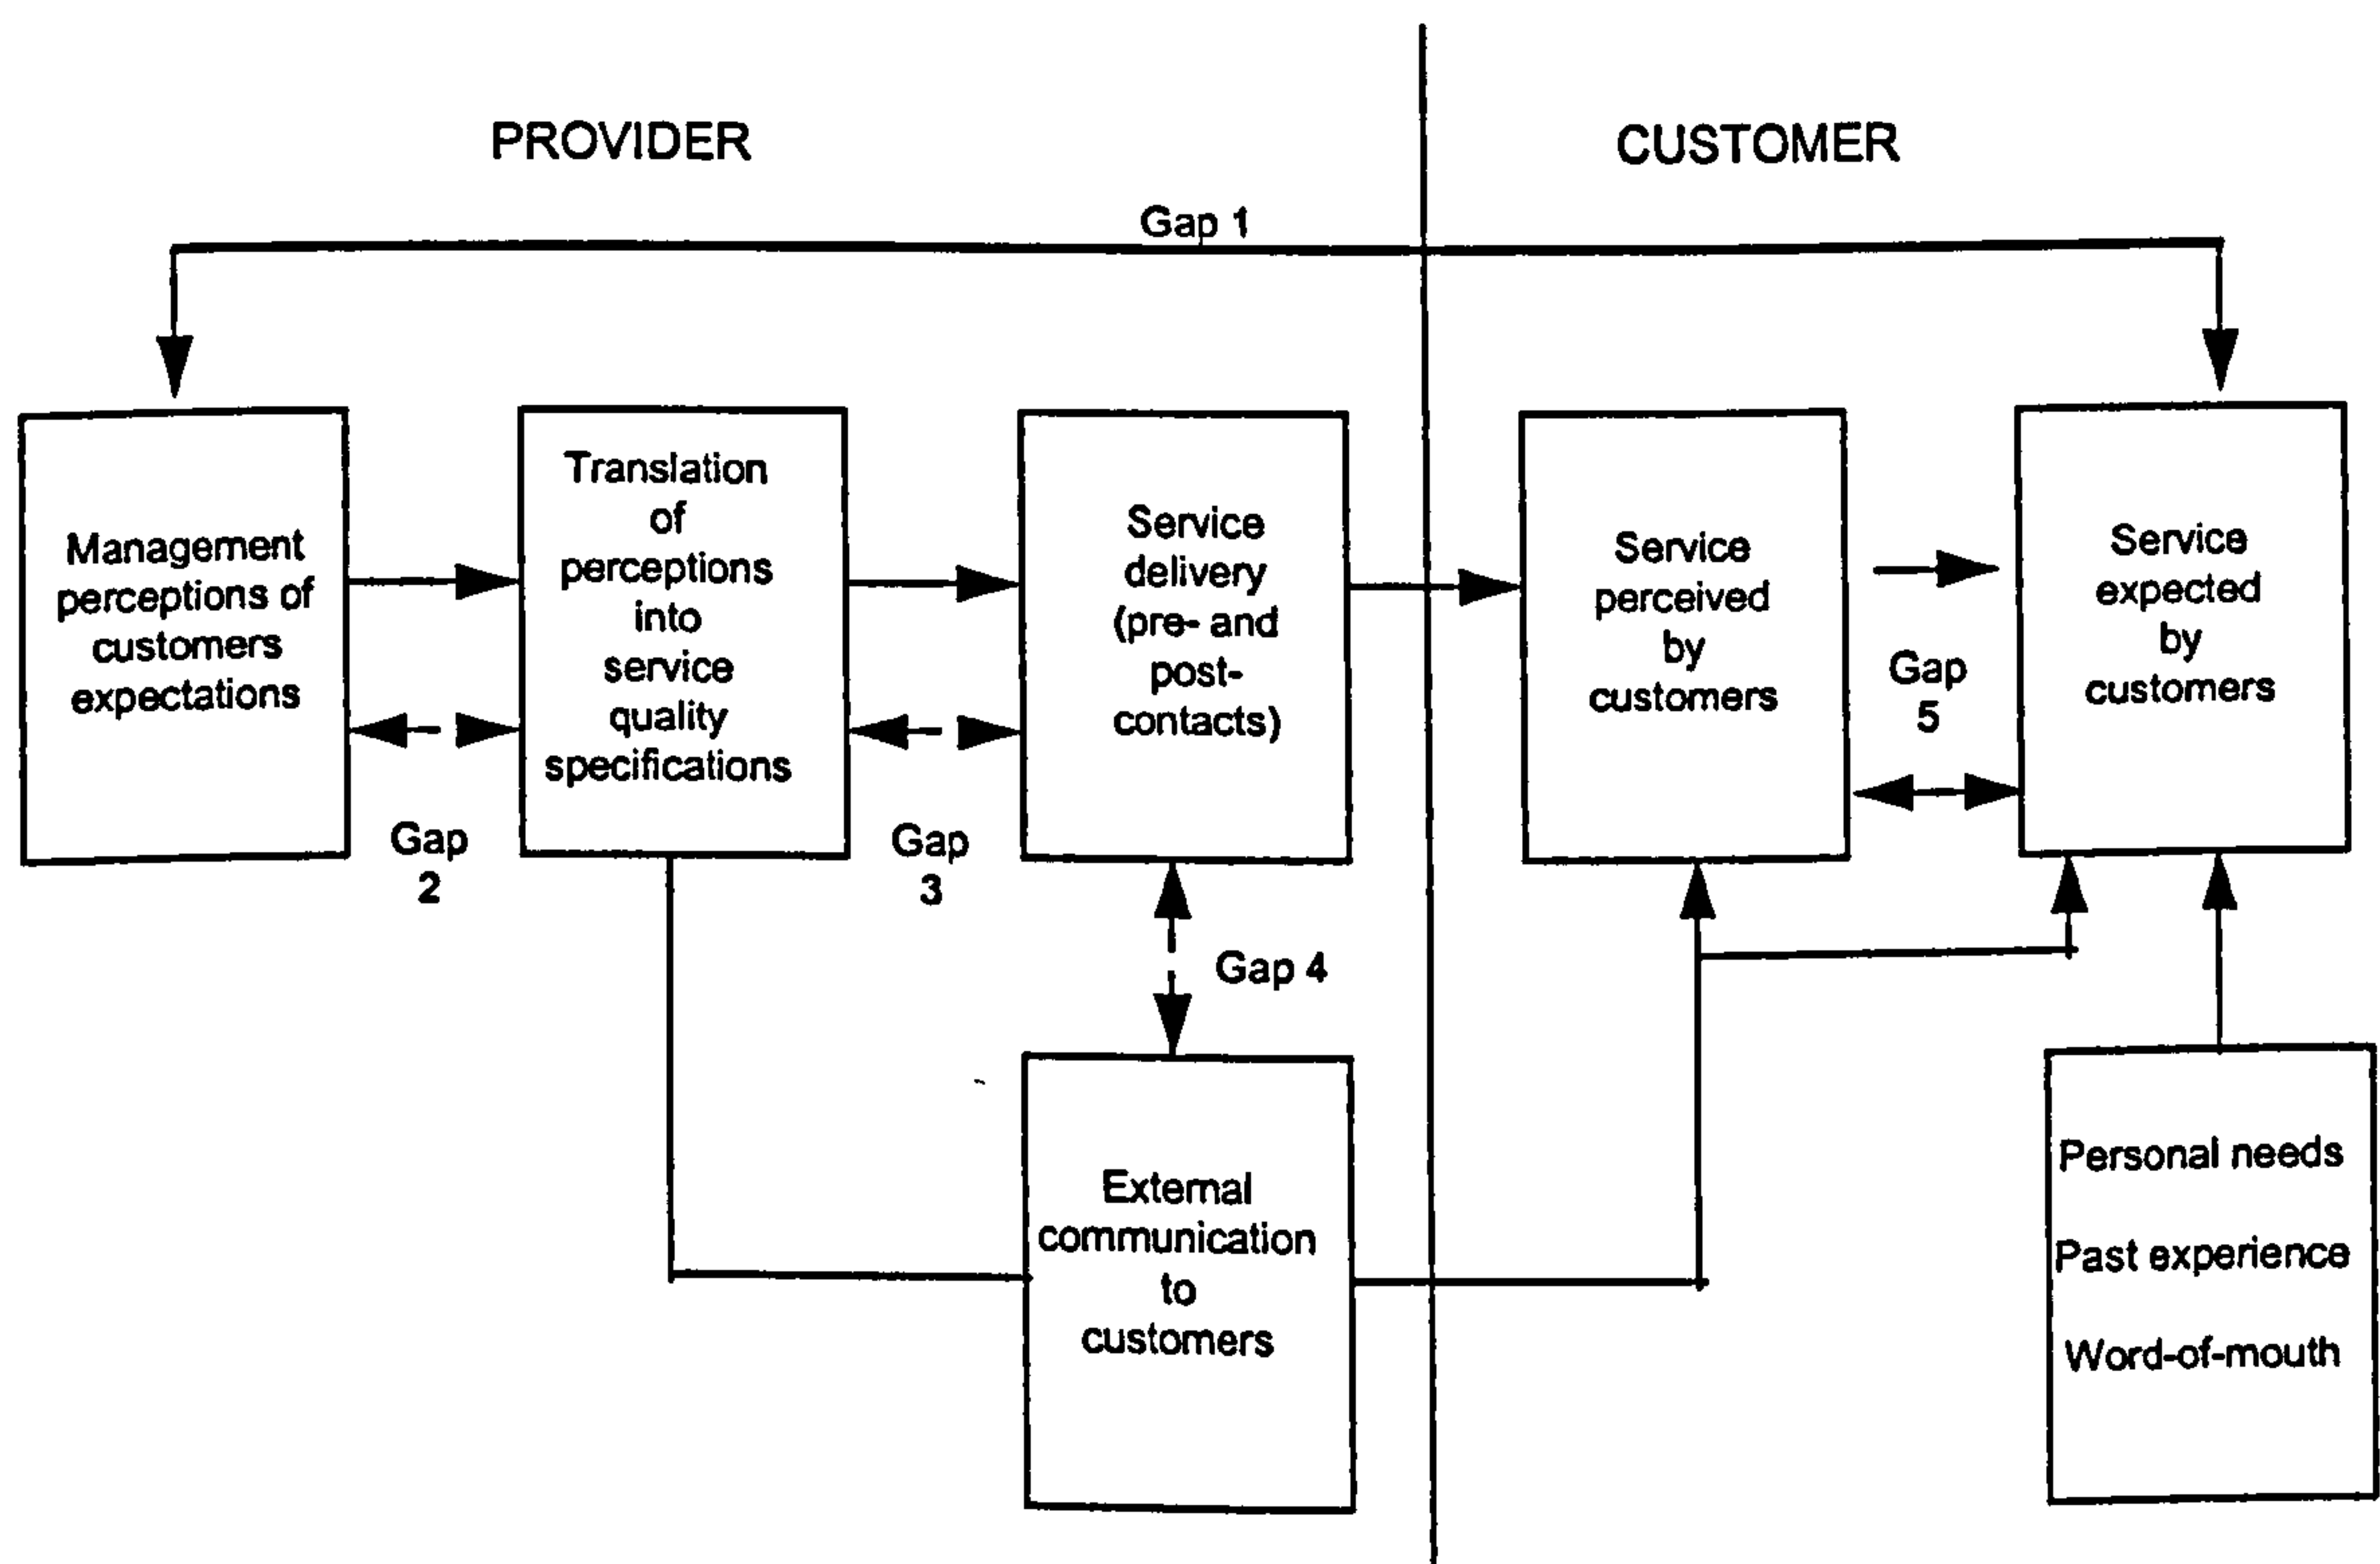 PROVIDER
CUSTOMER
Gap 1
Management
perceptions of
customers
expectations
Gap
2
Translation
of
perceptions
into
service
quality
specifications
Gap
3
Service
delivery
(pre- and
post-
contacts)
Gap 4
External
communication
to
customers
Service
perceived
by
customers
Gap
5
Service
expected
by
customers
Personal needs
Past experience
Word-of-mouth